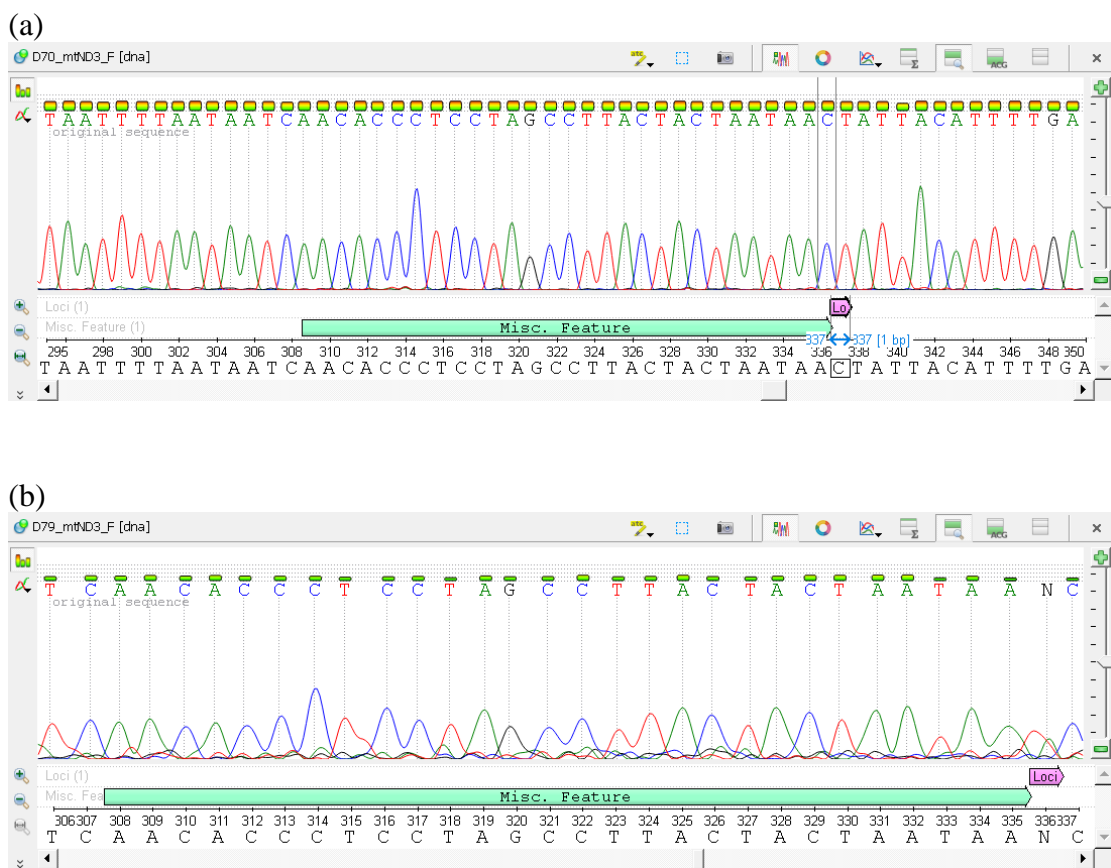 (a)
D70_mtND3_F [dna]
TAATTTTAATAATCAACACCCTCCTAGCCTTACTACTAATAACTATTACATTTTGA
original sequence
Loci (1)
Lo
Misc. Feature (1)
Misc. Feature
337 337 [1 bp]
295 298 300 302 304 306 308 310 312 314 316 318 320 322 324 326 328 330 332 334 336 338 340 342 344 346 348 350
TAATTTTAATAATCAACACCCTCCTAGCCTTACTACTAATAACTATTACATTTTGA
(b)
D79_mtND3_F [dna]
T C A A C A C C C T C C T A G C C T T A C T A C T A A T A A N C
original sequence
Loci (1)
Loci
Misc. Fea
Misc. Feature
306 307 308 309 310 311 312 313 314 315 316 317 318 319 320 321 322 323 324 325 326 327 328 329 330 331 332 333 334 335 336 337
T C A A C A C C C T C C T A G C C T T A C T A C T A A T A A N C